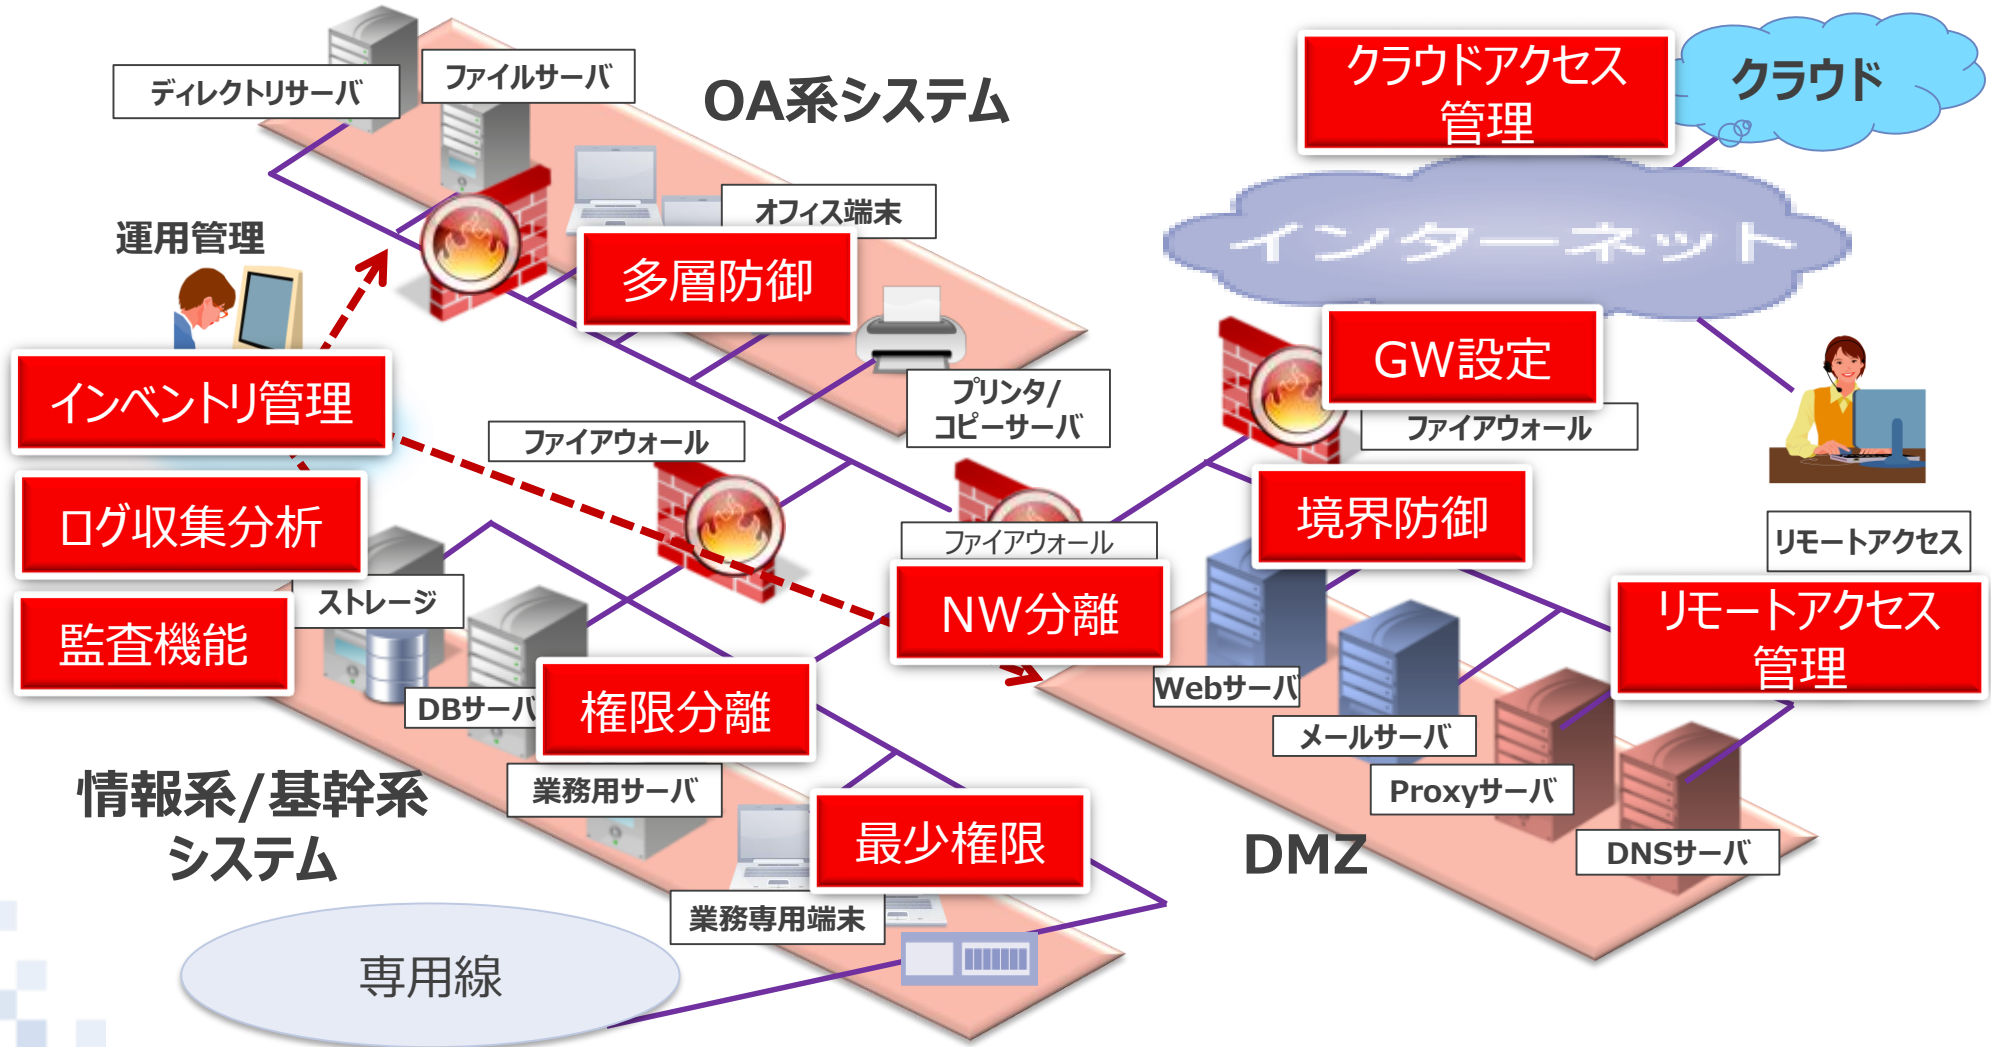 ディレクトリサーバ
ファイルサーバ
OA系システム
クラウドアクセス
管理
クラウド
オフィス端末
運用管理
インターネット
多層防御
GW設定
インベントリ管理
プリンタ/
コピーサーバ
ファイアウォール
ファイアウォール
ログ収集分析
境界防御
ファイアウォール
リモートアクセス
ストレージ
NW分離
リモートアクセス
管理
監査機能
DBサーバ
権限分離
Webサーバ
メールサーバ
情報系/基幹系
システム
業務用サーバ
Proxyサーバ
最少権限
DMZ
DNSサーバ
業務専用端末
専用線